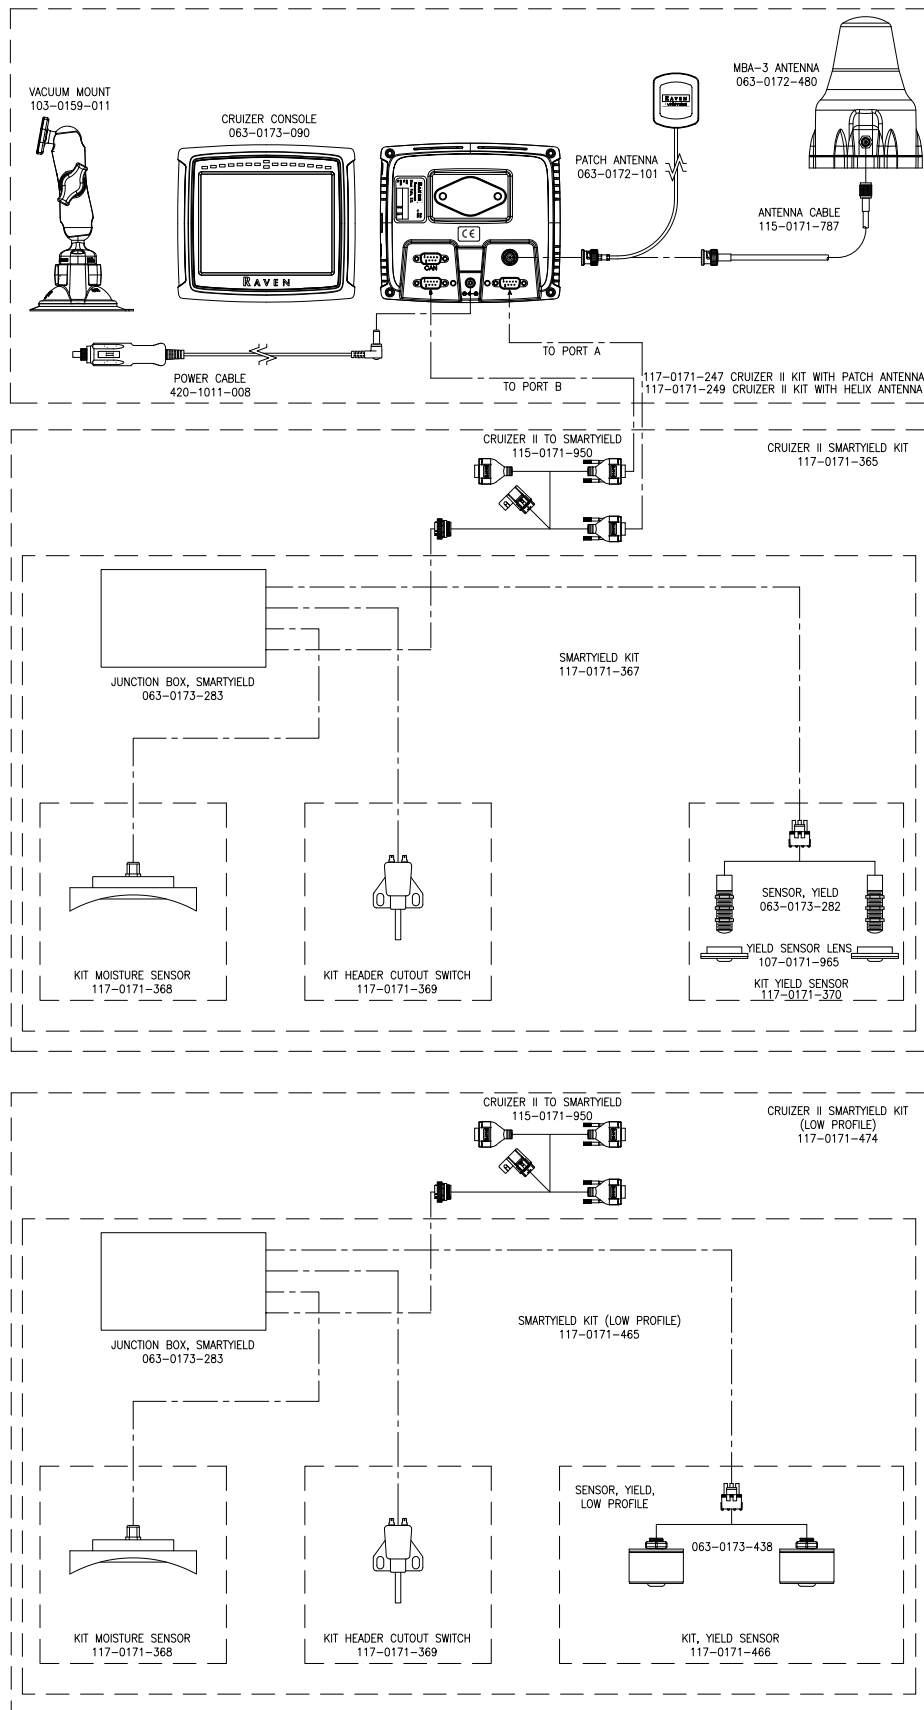 VACUUM MOUNT
103-0159-011
CRUIZER CONSOLE
063-0173-090
MBA-3 ANTENNA
063-0172-480
RAVEN
PATCH ANTENNA
063-0172-101
ANTENNA CABLE
115-0171-787
CE
CAN
RAVEN
TO PORT A
POWER CABLE
420-1011-008
TO PORT B
117-0171-247 CRUIZER II KIT WITH PATCH ANTENNA
117-0171-249 CRUIZER II KIT WITH HELIX ANTENNA
CRUIZER II TO SMARTYIELD
115-0171-950
CRUIZER II SMARTYIELD KIT
117-0171-365
SMARTYIELD KIT
117-0171-367
JUNCTION BOX, SMARTYIELD
063-0173-283
SENSOR, YIELD
063-0173-282
YIELD SENSOR LENS
107-0171-965
KIT MOISTURE SENSOR
117-0171-368
KIT HEADER CUTOUT SWITCH
117-0171-369
KIT YIELD SENSOR
117-0171-370
CRUIZER II TO SMARTYIELD
115-0171-950
CRUIZER II SMARTYIELD KIT
(LOW PROFILE)
117-0171-474
SMARTYIELD KIT (LOW PROFILE)
117-0171-465
JUNCTION BOX, SMARTYIELD
063-0173-283
SENSOR, YIELD,
LOW PROFILE
063-0173-438
KIT MOISTURE SENSOR
117-0171-368
KIT HEADER CUTOUT SWITCH
117-0171-369
KIT, YIELD SENSOR
117-0171-466